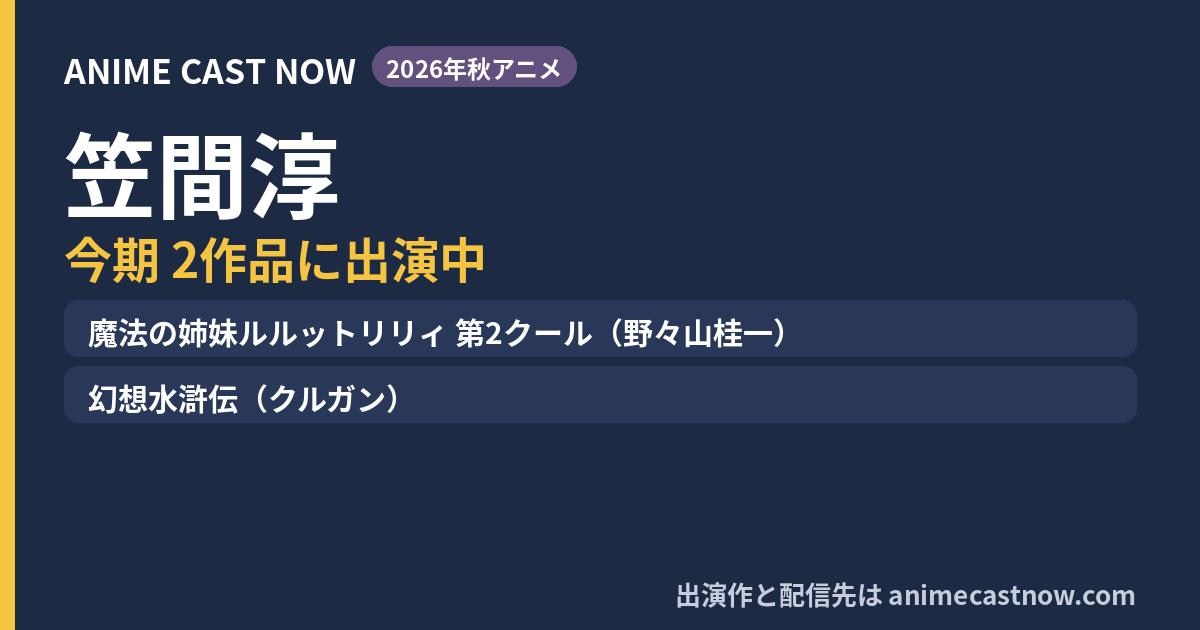 ANIME CAST NOW 2026年秋アニメ
笠間淳
今期 2作品に出演中
魔法の姉妹ルルットリリィ 第2クール（野々山桂一）
幻想水滸伝（クルガン）
出演作と配信先は animecastnow.com